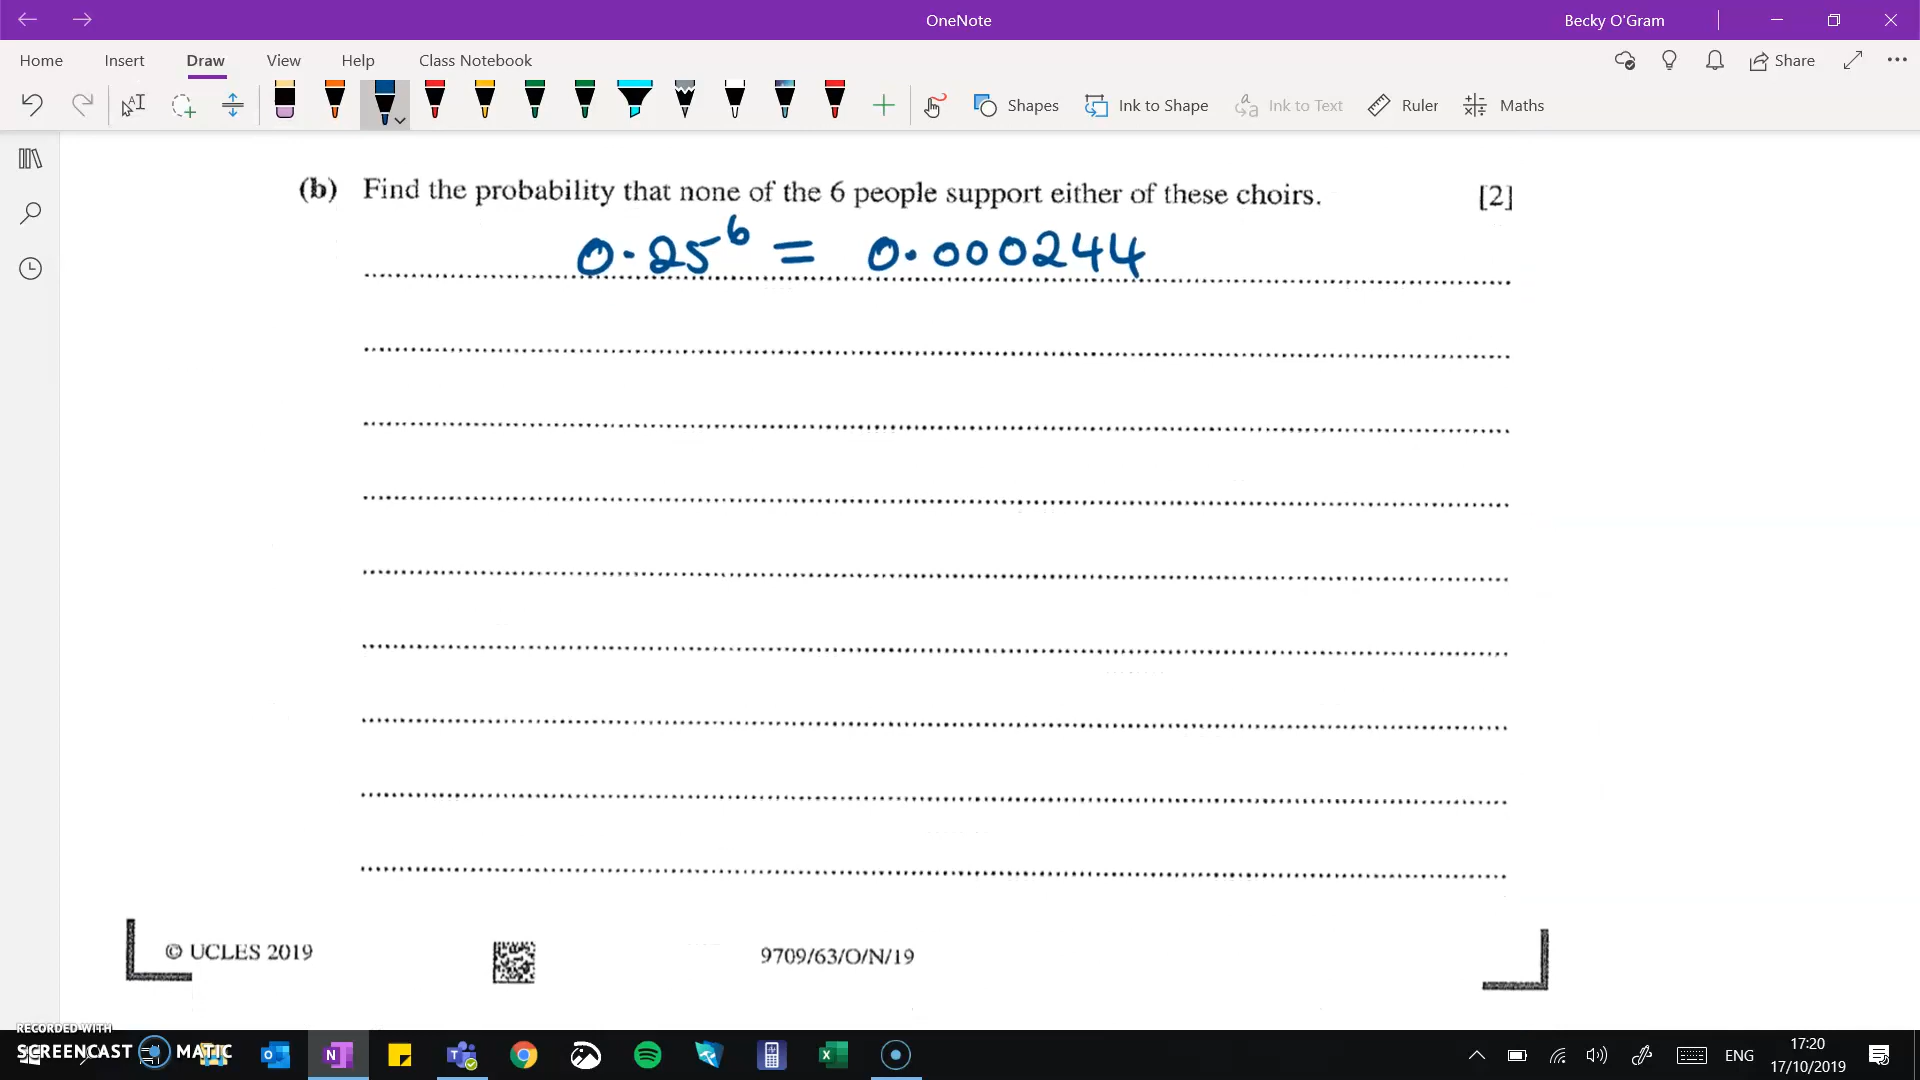 OneNote
Becky O'Gram
Home Insert Draw View Help Class Notebook
Share
Shapes Ink to Shape Ink to Text Ruler Maths
(b) Find the probability that none of the 6 people support either of these choirs. [2]
0.25⁶ = 0.000244
© UCLES 2019
9709/63/O/N/19
RECORDED WITH
SCREENCAST MATIC
ENG
17:20
17/10/2019